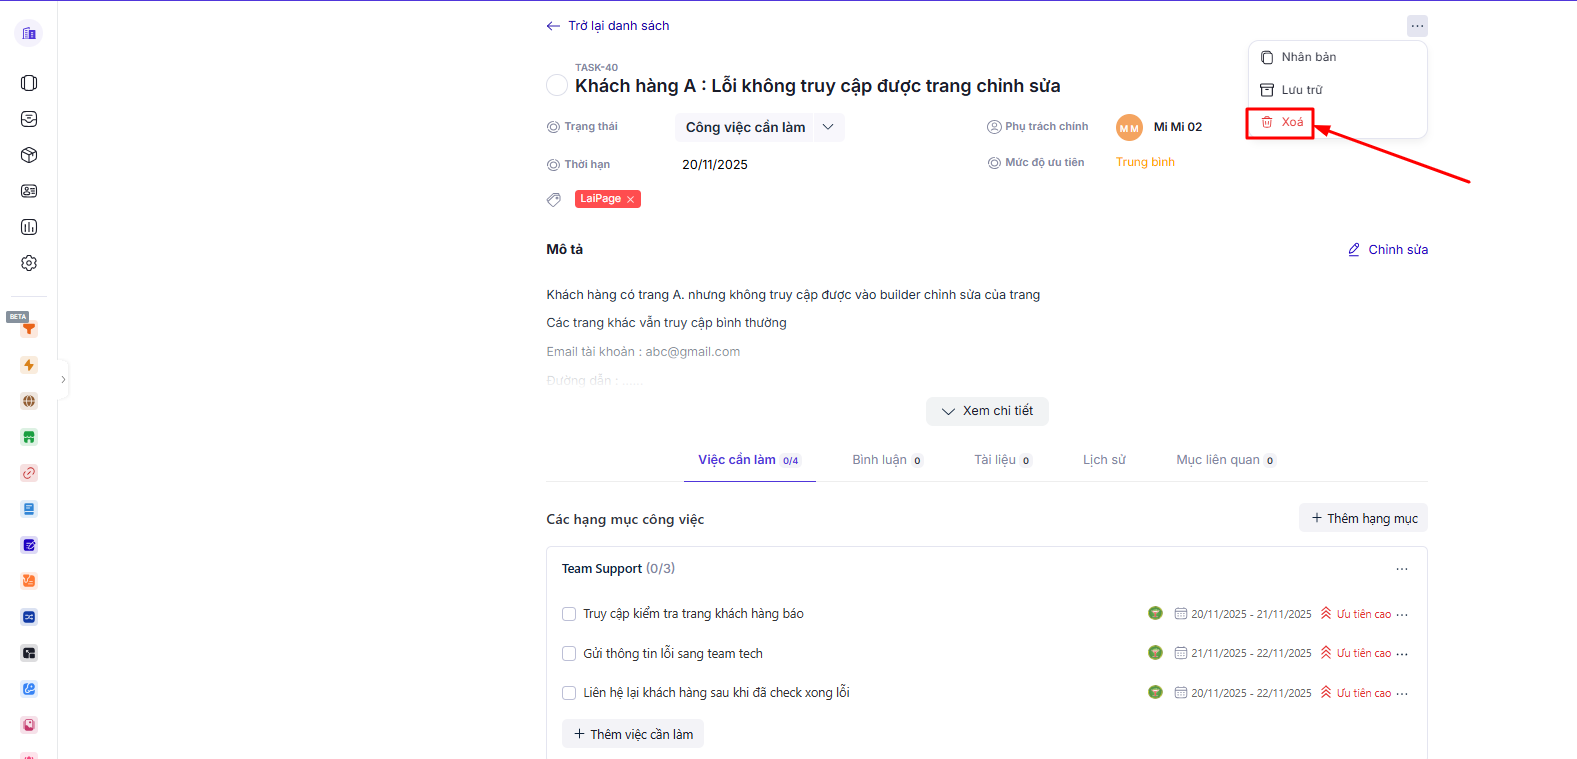 Trở lại danh sách
...
Nhân bản
Lưu trữ
Xoá
TASK-40
Khách hàng A : Lỗi không truy cập được trang chỉnh sửa
Trạng thái
Công việc cần làm
Phụ trách chính
MM
Mi Mi 02
Thời hạn
20/11/2025
Mức độ ưu tiên
Trung bình
LaiPage ×
Mô tả
Chỉnh sửa
Khách hàng có trang A. nhưng không truy cập được vào builder chỉnh sửa của trang
Các trang khác vẫn truy cập bình thường
Email tài khoản : abc@gmail.com
Đường dẫn : ......
BETA
Xem chi tiết
Việc cần làm 0/4
Bình luận 0
Tài liệu 0
Lịch sử
Mục liên quan 0
Các hạng mục công việc
+ Thêm hạng mục
Team Support (0/3)
...
Truy cập kiểm tra trang khách hàng báo
20/11/2025 - 21/11/2025
Ưu tiên cao ...
Gửi thông tin lỗi sang team tech
21/11/2025 - 22/11/2025
Ưu tiên cao ...
Liên hệ lại khách hàng sau khi đã check xong lỗi
20/11/2025 - 22/11/2025
Ưu tiên cao ...
+ Thêm việc cần làm